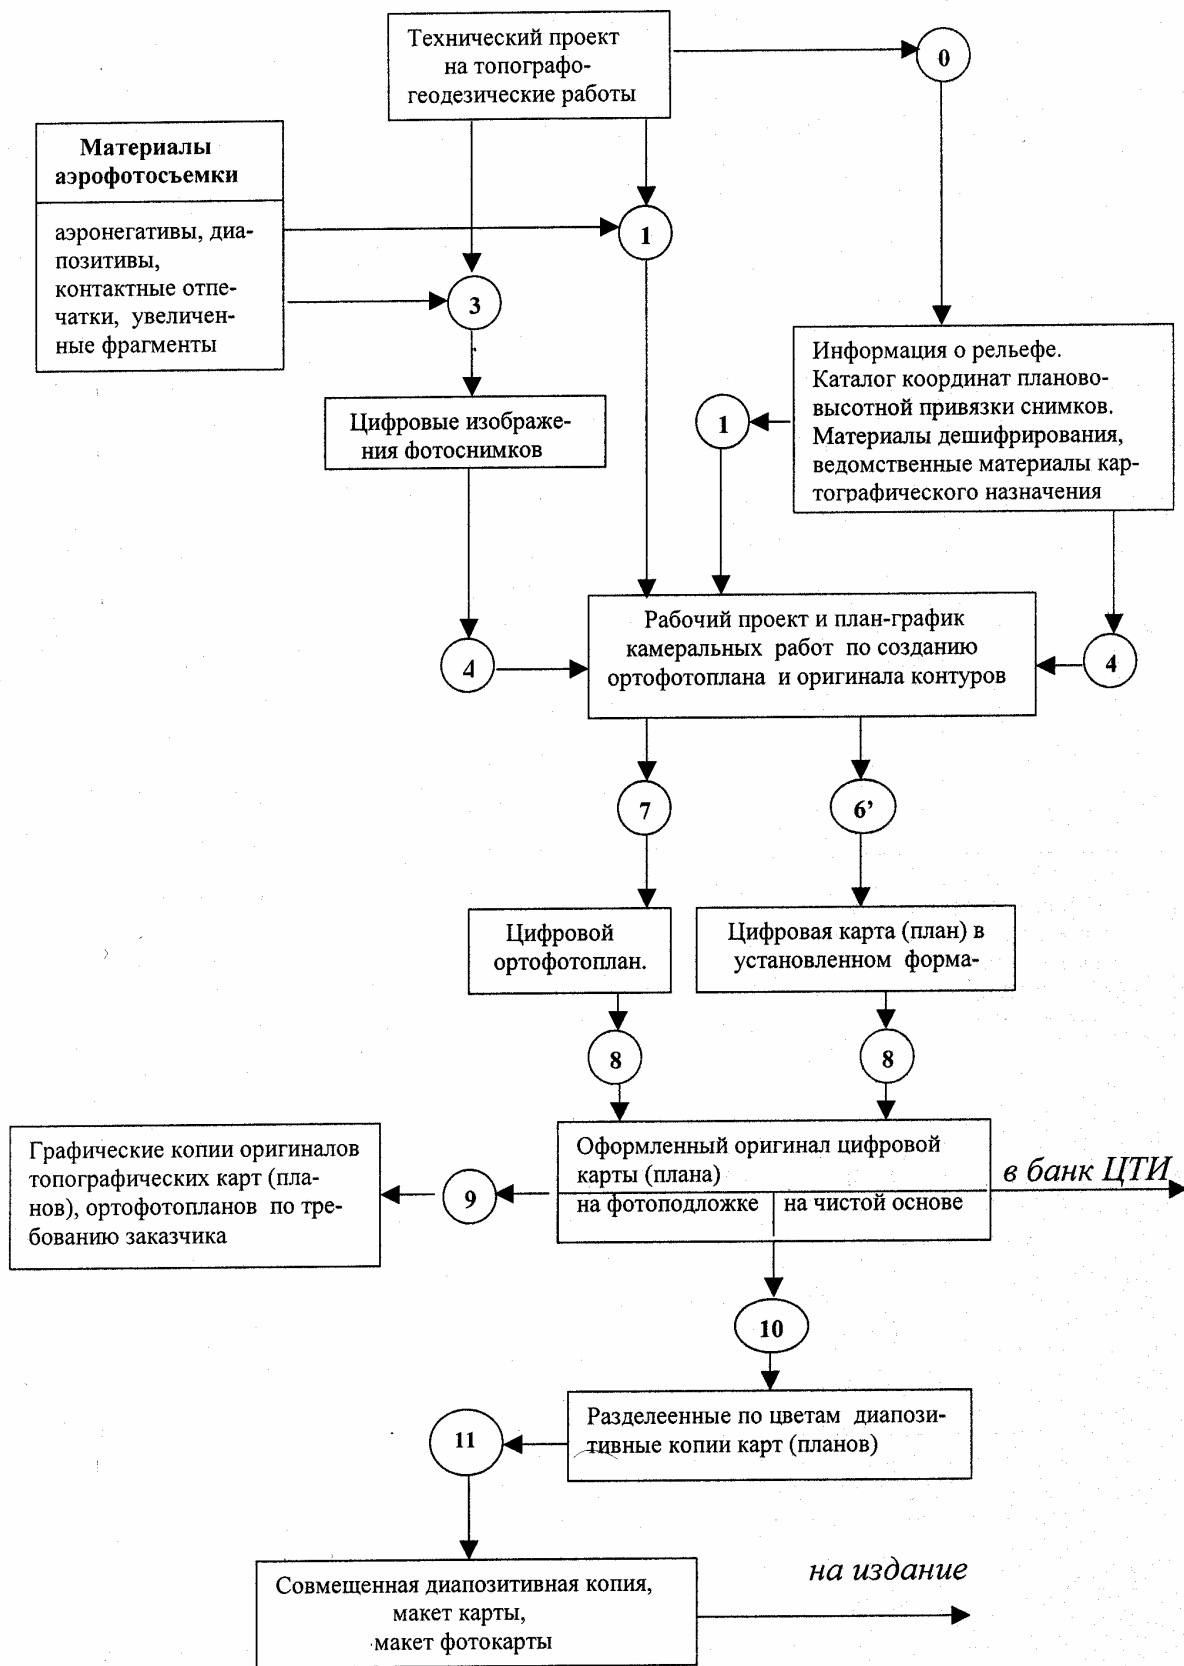 Технический проект
на топографо-
геодезические работы
0
Материалы
аэрофотосъемки
аэронегативы, диа-
позитивы,
контактные отпе-
чатки, увеличен-
ные фрагменты
1
3
Информация о рельефе.
Каталог координат планово-
высотной привязки снимков.
Материалы дешифрирования,
ведомственные материалы кар-
тографического назначения
1
Цифровые изображе-
ния фотоснимков
Рабочий проект и план-график
камеральных работ по созданию
ортофотоплана и оригинала контуров
4
4
7
6’
Цифровой
ортофотоплан.
Цифровая карта (план) в
установленном форма-
8
8
Графические копии оригиналов
топографических карт (пла-
нов), ортофотопланов по тре-
бованию заказчика
9
Оформленный оригинал цифровой
карты (плана)
на фотоподложке
на чистой основе
в банк ЦТИ
10
Разделеенные по цветам диапози-
тивные копии карт (планов)
11
Совмещенная диапозитивная копия,
макет карты,
макет фотокарты
на издание